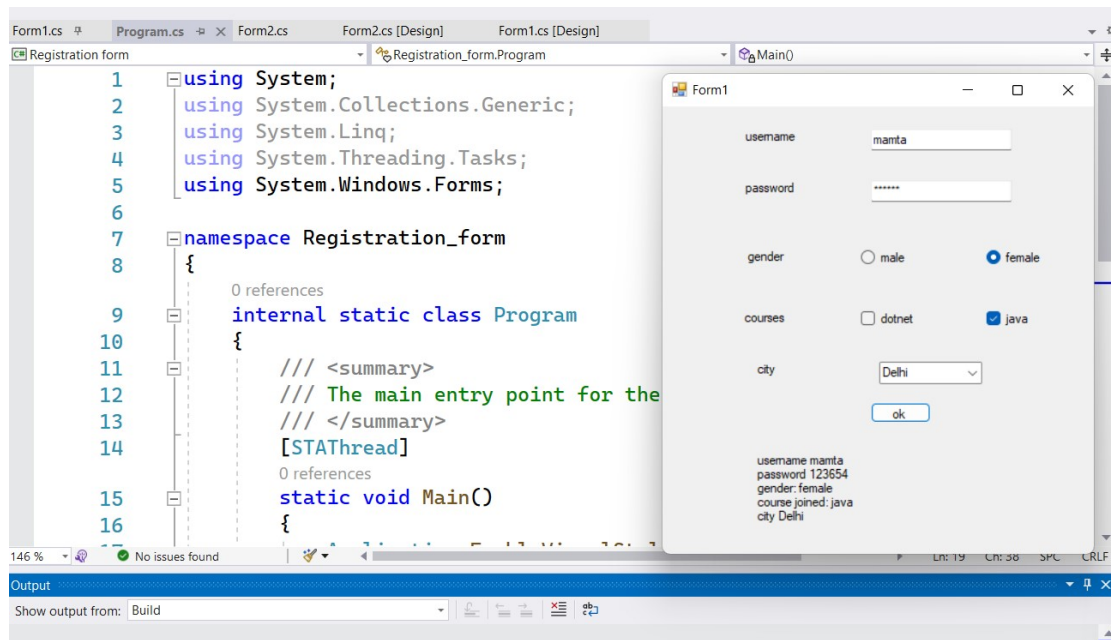 Form1.cs
Program.cs
Form2.cs
Form2.cs [Design]
Form1.cs [Design]
C# Registration form
Registration_form.Program
Main()
1 using System;
2 using System.Collections.Generic;
3 using System.Linq;
4 using System.Threading.Tasks;
5 using System.Windows.Forms;
6
7 namespace Registration_form
8 {
0 references
9 internal static class Program
10 {
11 /// <summary>
12 /// The main entry point for the
13 /// </summary>
14 [STAThread]
0 references
15 static void Main()
16 {
Form1
username mamta
password ******
gender male female
courses dotnet java
city Delhi
ok
username mamta
password 123654
gender: female
course joined: java
city Delhi
146 % No issues found Ln: 19 Ch: 38 SPC CRLF
Output
Show output from: Build